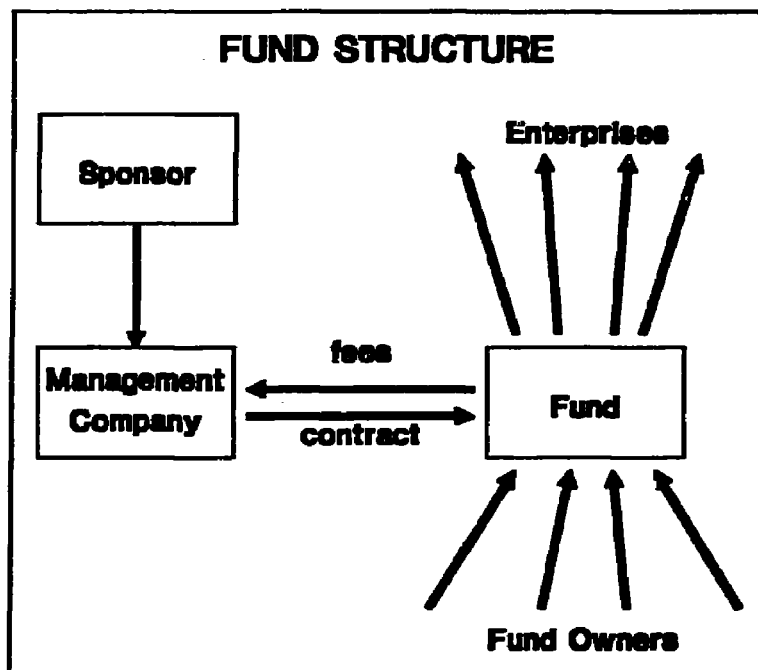 FUND STRUCTURE
Sponsor
Enterprises
Management
Company
fees
contract
Fund
Fund Owners